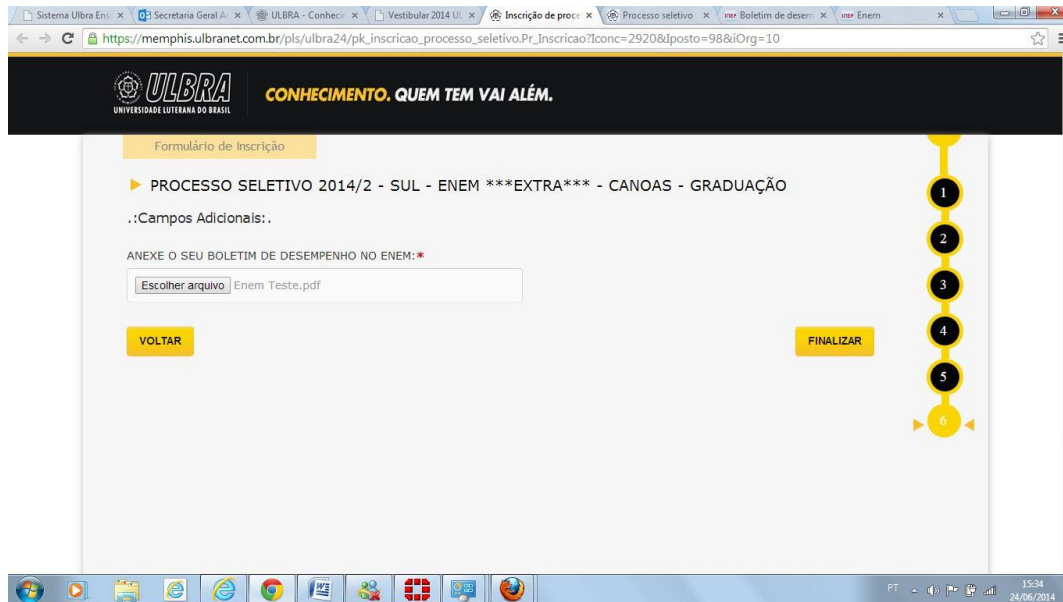 Sistema Ulbra Ens
Secretaria Geral A
ULBRA - Conheci
Vestibular 2014 UL
Inscrição de proce
Processo seletivo
Boletim de desem
Enem
https://memphis.ulbranet.com.br/pls/ulbra24/pk_inscricao_processo_seletivo.Pr_Inscricao?Iconc=2920&Iposto=98&iOrg=10
ULBRA
UNIVERSIDADE LUTERANA DO BRASIL
CONHECIMENTO. QUEM TEM VAI ALÉM.
Formulário de Inscrição
PROCESSO SELETIVO 2014/2 - SUL - ENEM ***EXTRA*** - CANOAS - GRADUAÇÃO
.:Campos Adicionais:.
ANEXE O SEU BOLETIM DE DESEMPENHO NO ENEM:*
Escolher arquivo Enem Teste.pdf
VOLTAR
FINALIZAR
1
2
3
4
5
6
PT
15:34
24/06/2014